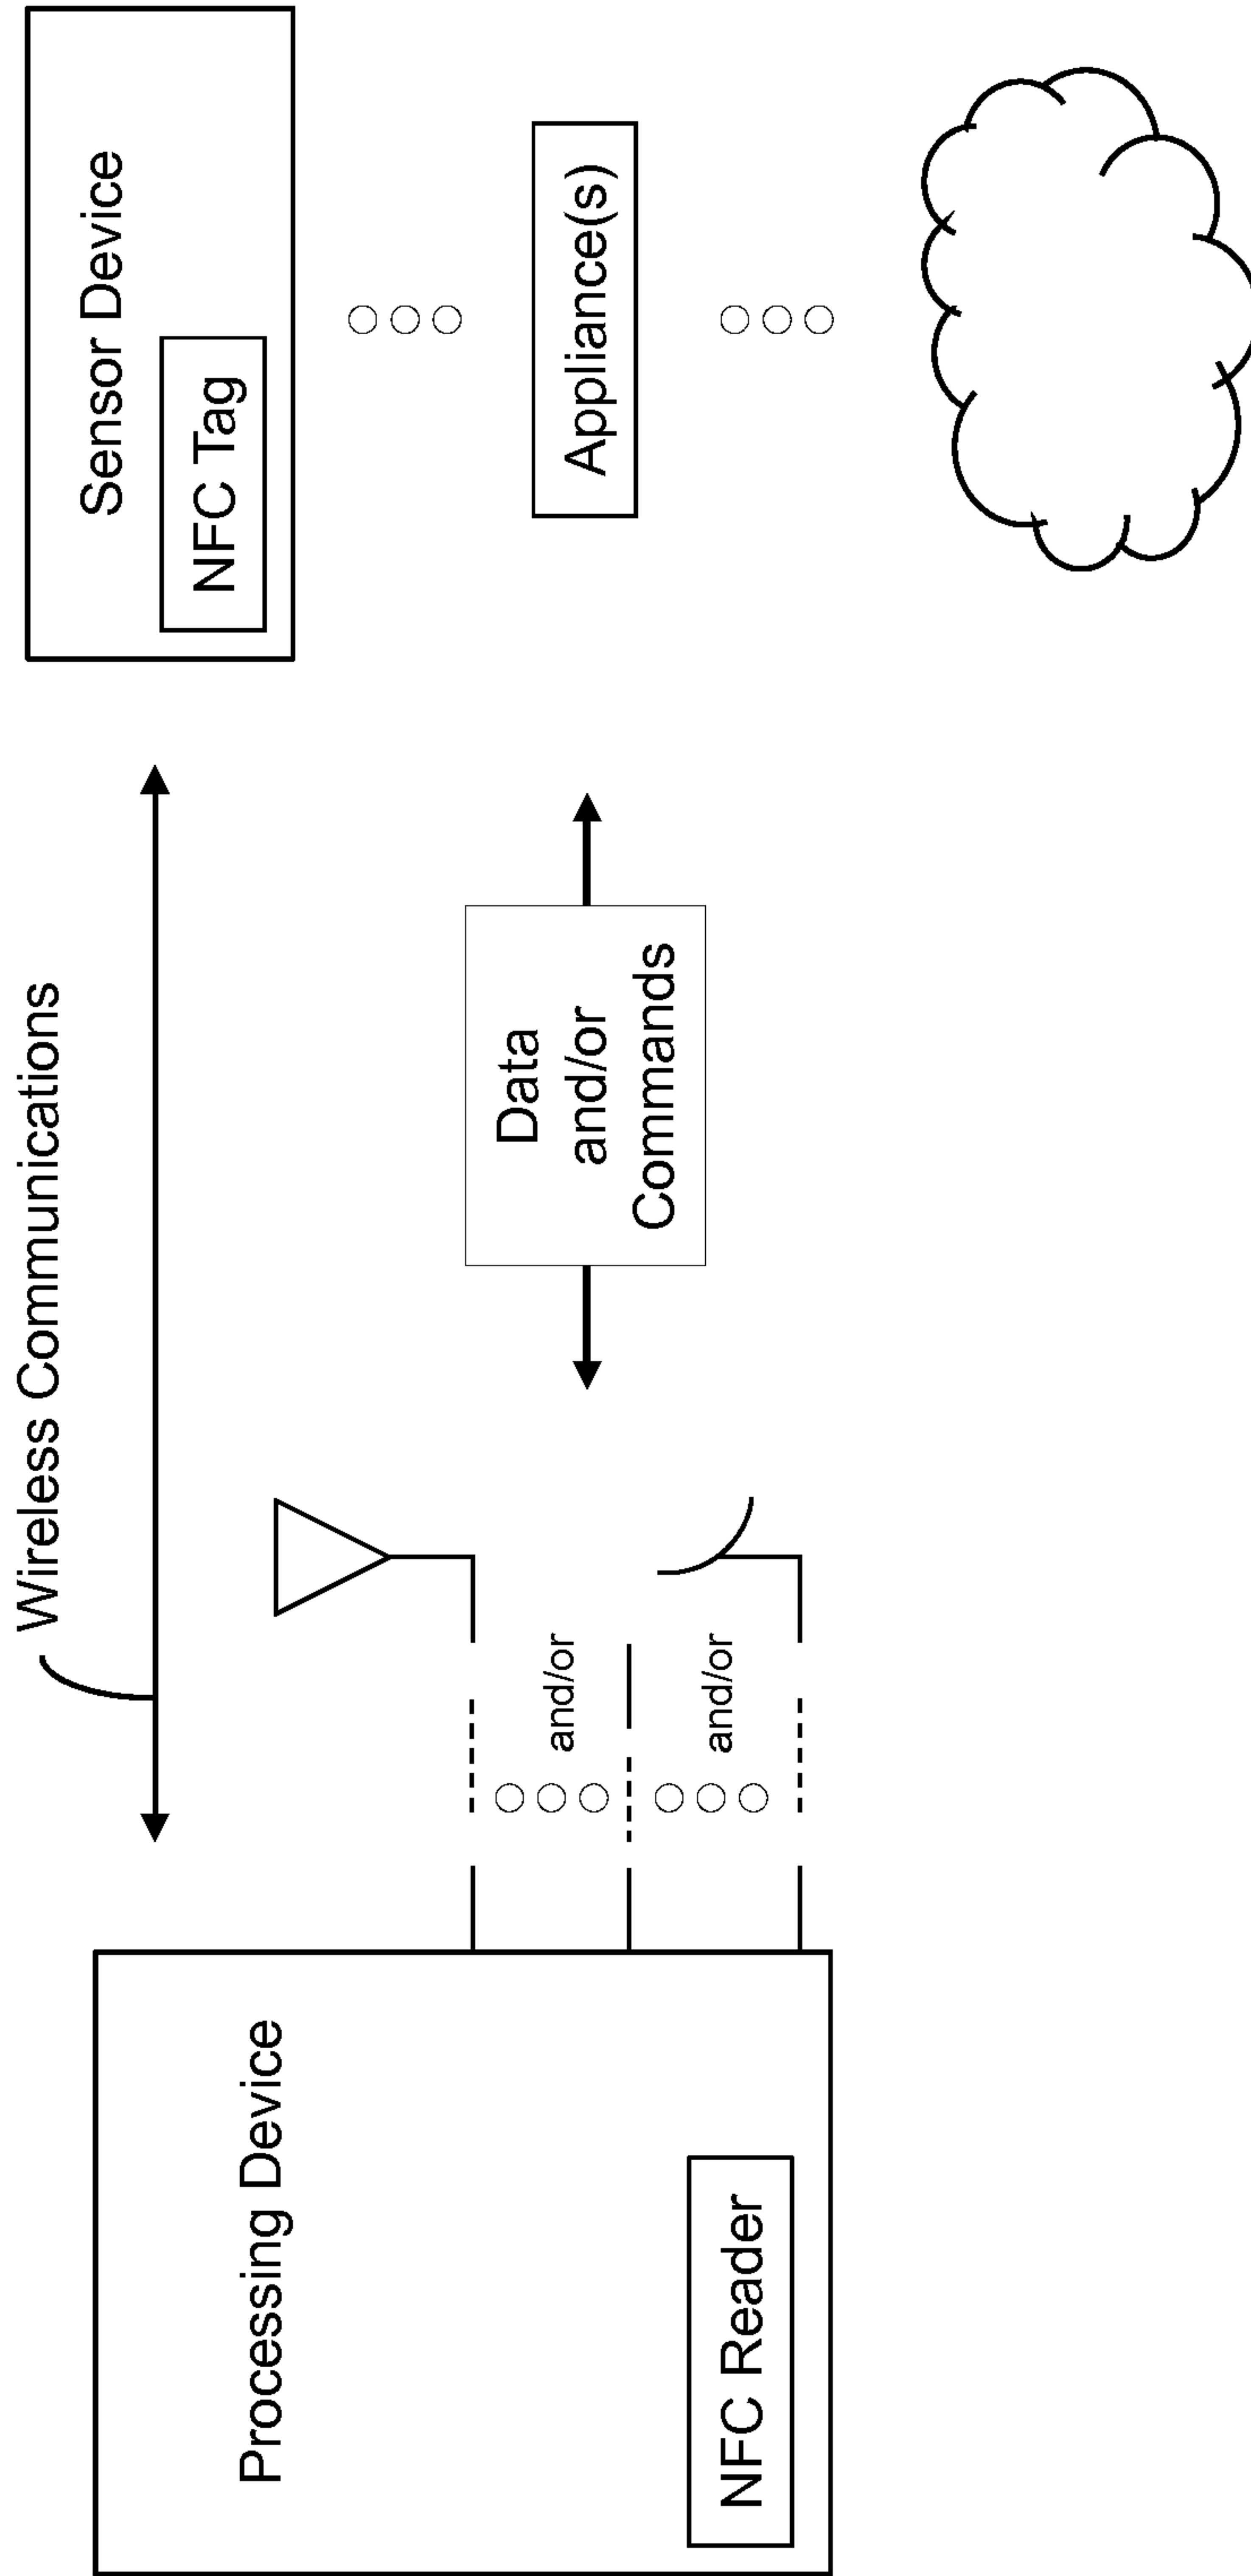 Wireless Communications
Processing Device
NFC Reader
and/or
and/or
Data
and/or
Commands
Sensor Device
NFC Tag
Appliance(s)